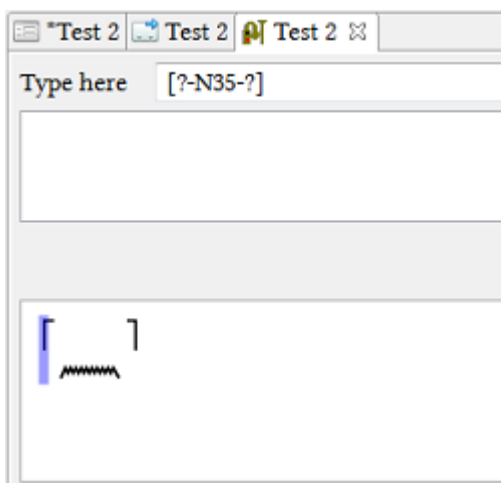 *Test 2 Test 2 Test 2
Type here [?-N35-?]
⸢ 𓈖 ⸣